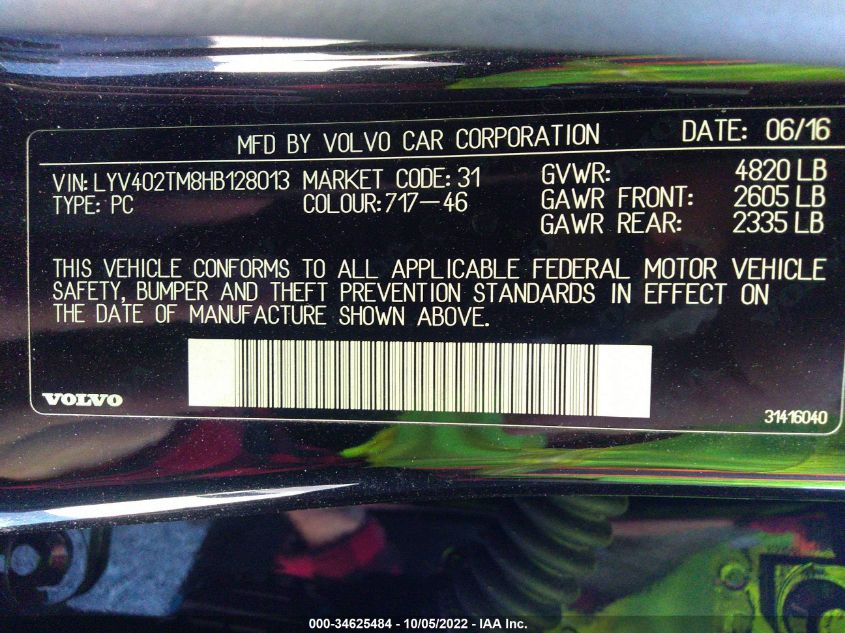 MFD BY VOLVO CAR CORPORATION DATE: 06/16
VIN: LYV402TM8HB128013 MARKET CODE: 31 GVWR: 4820 LB
TYPE: PC COLOUR: 717-46 GAWR FRONT: 2605 LB
GAWR REAR: 2335 LB
THIS VEHICLE CONFORMS TO ALL APPLICABLE FEDERAL MOTOR VEHICLE
SAFETY, BUMPER AND THEFT PREVENTION STANDARDS IN EFFECT ON
THE DATE OF MANUFACTURE SHOWN ABOVE.
VOLVO
31416040
000-34625484 - 10/05/2022 - IAA Inc.